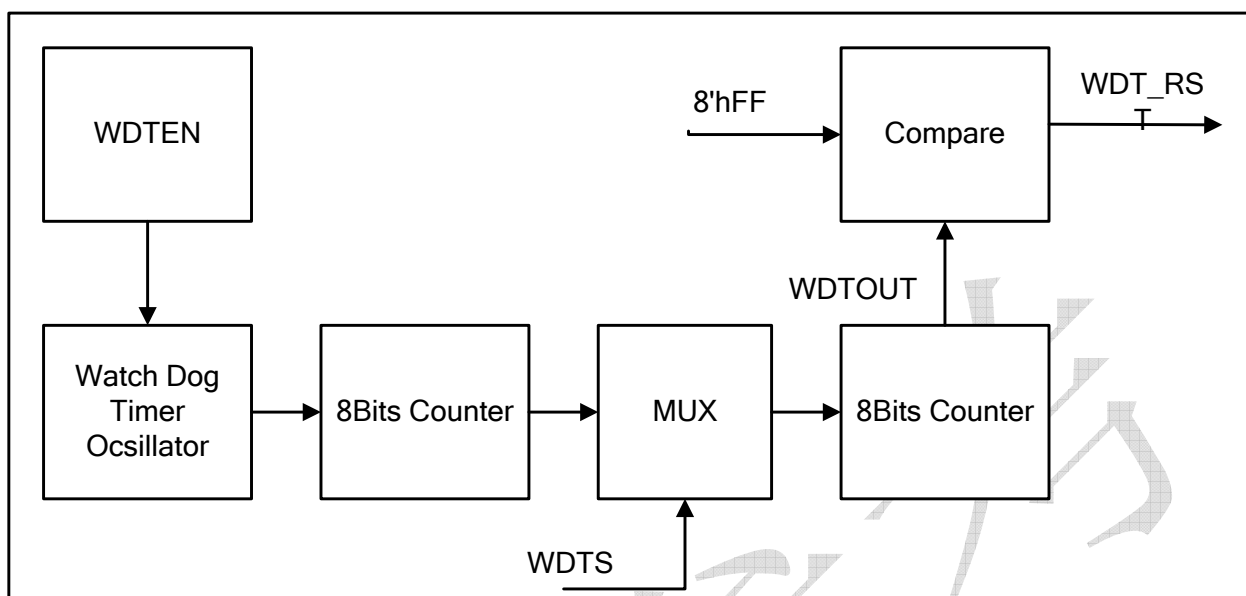 WDTEN
8'hFF
Compare
WDT_RS
WDTOUT
Watch Dog
Timer
Ocsillator
8Bits Counter
MUX
8Bits Counter
WDTS